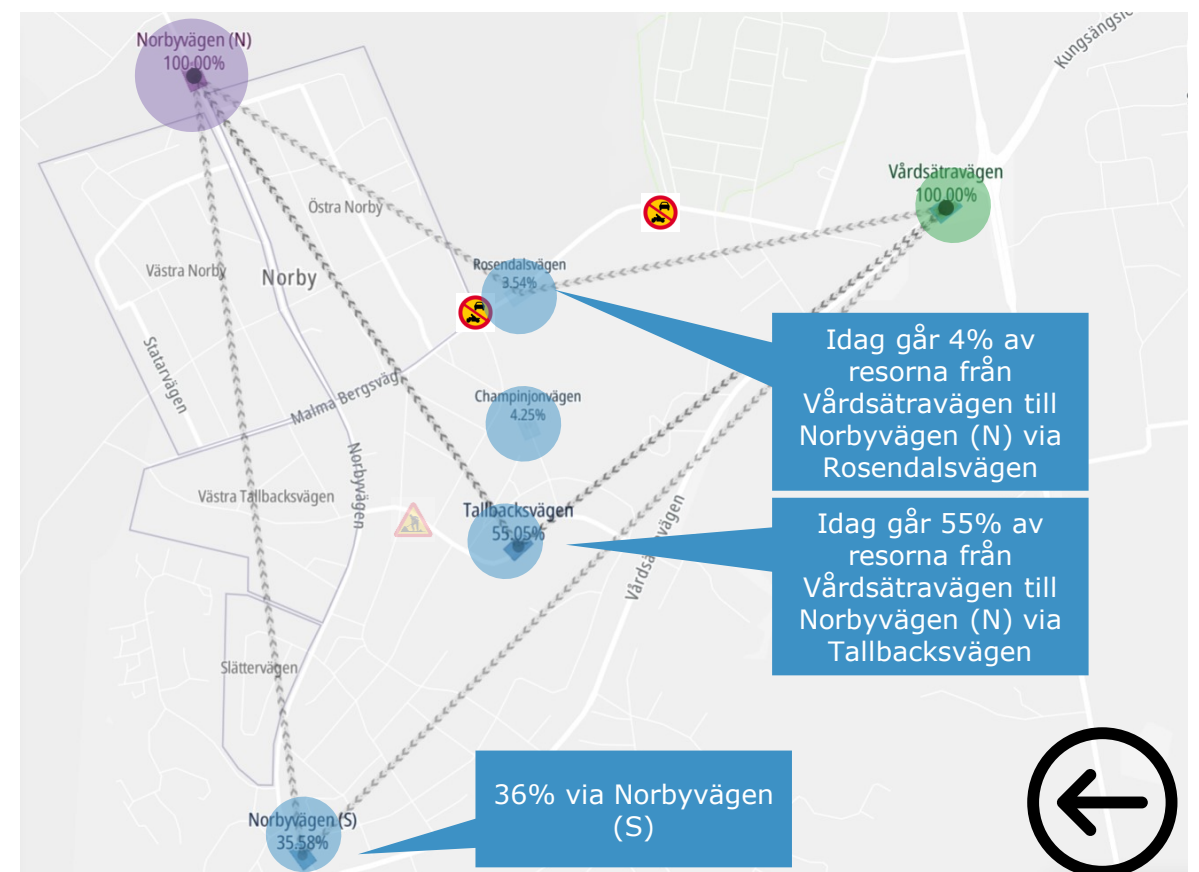 Norbyvägen (N)
100.00%
Vårdsätravägen
100.00%
Östra Norby
Västra Norby
Norby
Rosendalsvägen
3.54%
Statarvägen
Malma Bergsväg
Champinjonvägen
4.25%
Norbyvägen
Västra Tallbacksvägen
Tallbacksvägen
55.05%
Vårdsätravägen
Slättervägen
Norbyvägen (S)
35.58%
Idag går 4% av
resorna från
Vårdsätravägen till
Norbyvägen (N) via
Rosendalsvägen
Idag går 55% av
resorna från
Vårdsätravägen till
Norbyvägen (N) via
Tallbacksvägen
36% via Norbyvägen
(S)